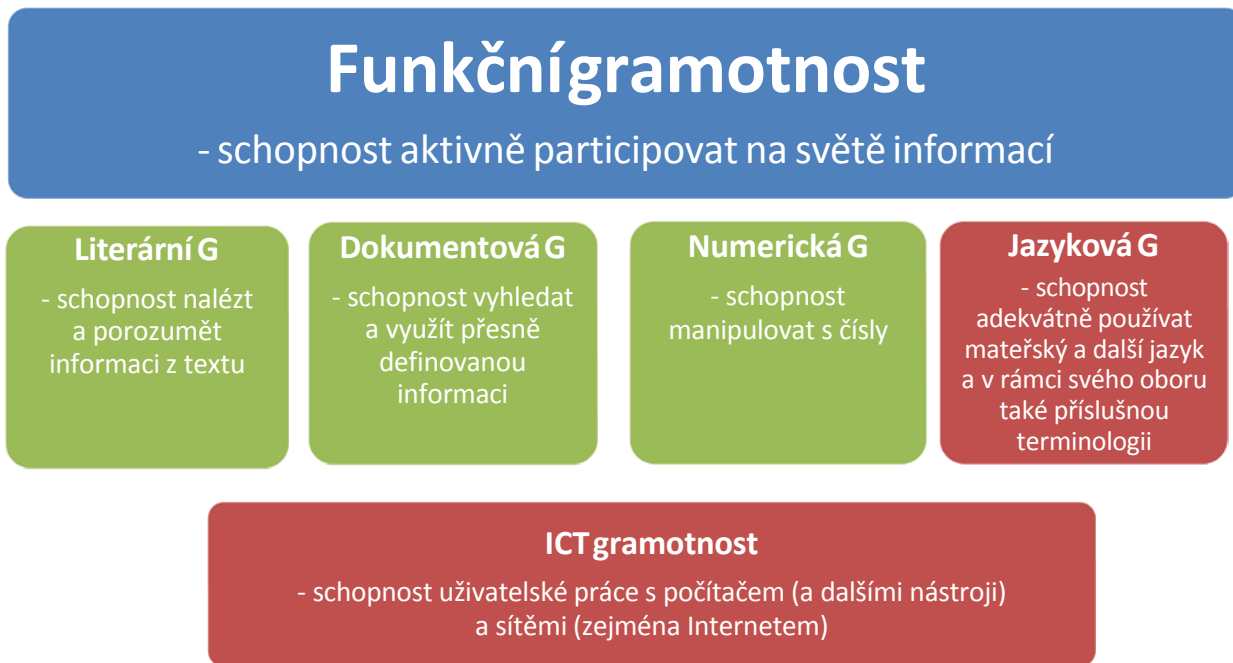 Funkčnígramotnost
- schopnost aktivně participovat na světě informací
Literární G
- schopnost nalézt
a porozumět
informaci z textu
Dokumentová G
- schopnost vyhledat
a využít přesně
definovanou
informaci
Numerická G
- schopnost
manipulovat s čísly
Jazyková G
- schopnost
adekvátně používat
mateřský a další jazyk
a v rámci svého oboru
také příslušnou
terminologii
ICT gramotnost
- schopnost uživatelské práce s počítačem (a dalšími nástroji)
a sítěmi (zejména Internetem)